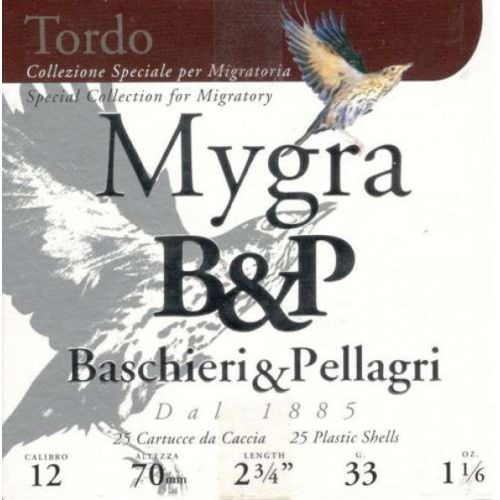 Tordo
Collezione Speciale per Migratoria
Special Collection for Migratory
Mygra
B&P
Baschieri&Pellagri
Dal 1885
25 Cartucce da Caccia 25 Plastic Shells
CALIBRO ALTEZZA LENGTH G. OZ.
12 70mm 2¾” 33 1⅙